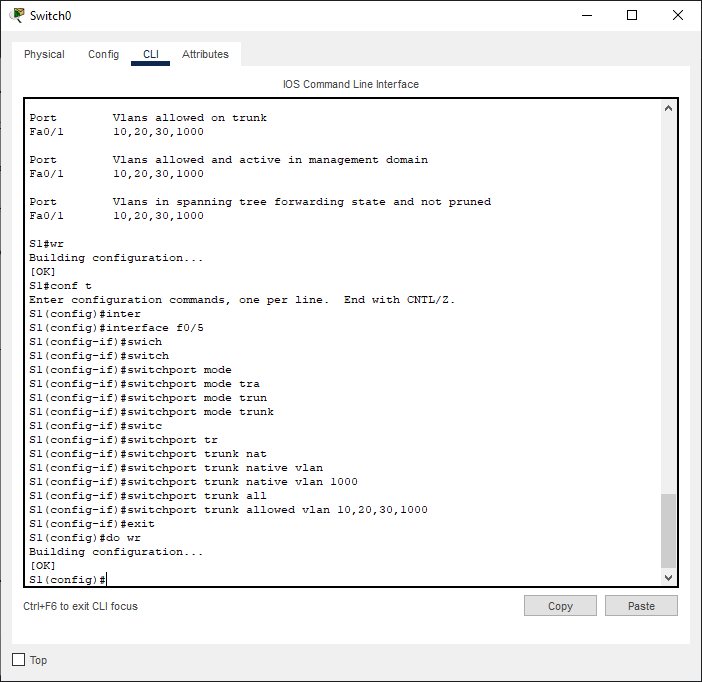 Switch0
Physical Config CLI Attributes
IOS Command Line Interface
Port        Vlans allowed on trunk
Fa0/1       10,20,30,1000
Port        Vlans allowed and active in management domain
Fa0/1       10,20,30,1000
Port        Vlans in spanning tree forwarding state and not pruned
Fa0/1       10,20,30,1000
S1#wr
Building configuration...
[OK]
S1#conf t
Enter configuration commands, one per line.  End with CNTL/Z.
S1(config)#inter
S1(config)#interface f0/5
S1(config-if)#swich
S1(config-if)#switch
S1(config-if)#switchport mode
S1(config-if)#switchport mode tra
S1(config-if)#switchport mode trun
S1(config-if)#switchport mode trunk
S1(config-if)#switc
S1(config-if)#switchport tr
S1(config-if)#switchport trunk nat
S1(config-if)#switchport trunk native vlan
S1(config-if)#switchport trunk native vlan 1000
S1(config-if)#switchport trunk all
S1(config-if)#switchport trunk allowed vlan 10,20,30,1000
S1(config-if)#exit
S1(config)#do wr
Building configuration...
[OK]
S1(config)#
Ctrl+F6 to exit CLI focus
Copy Paste
Top